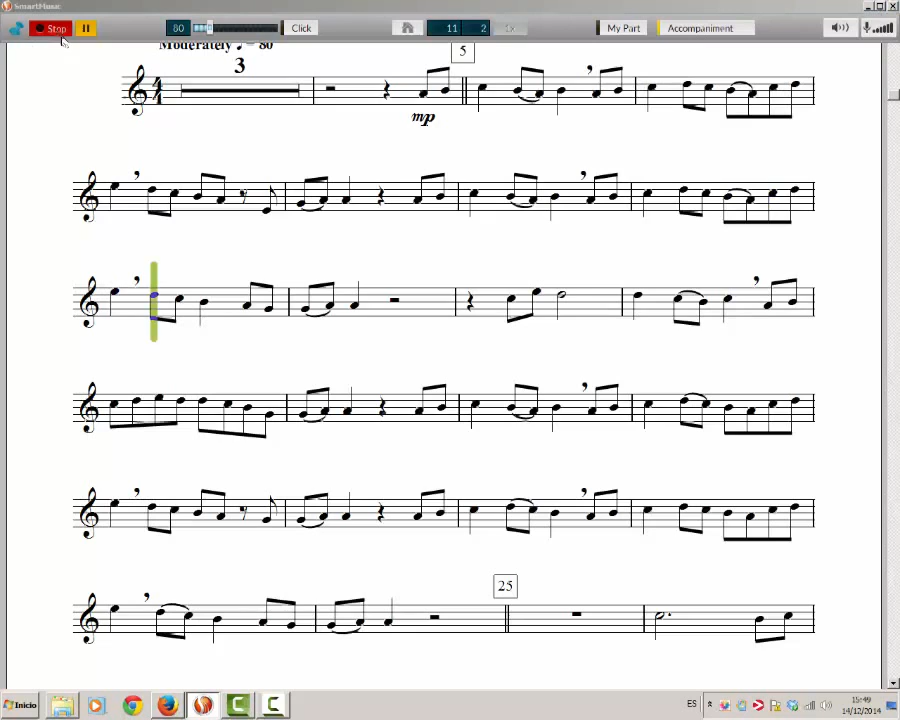 SmartMusic
Stop 80 Click 11 2 1x My Part Accompaniment
Moderately ♩ = 80
3
5
mp
25
Inicio
ES
15:49
14/12/2014